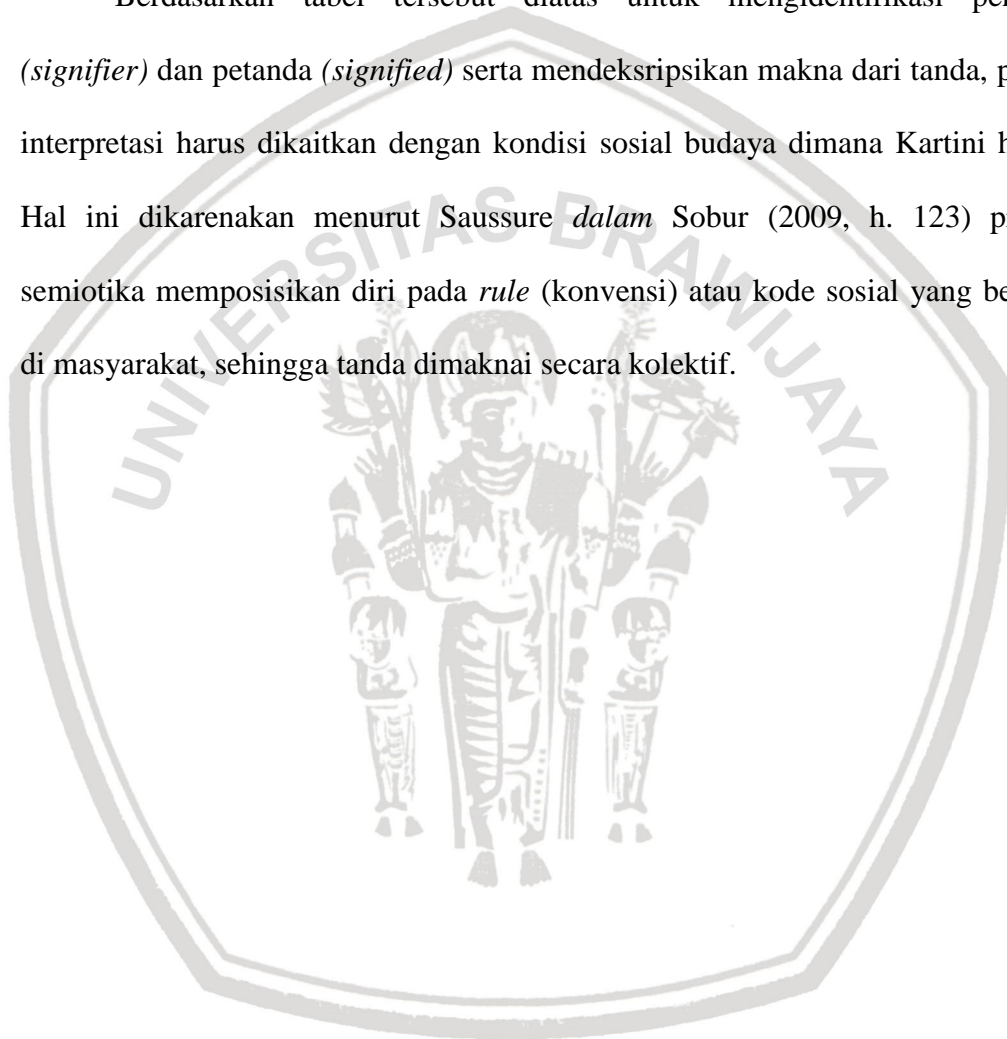 Berdasarkan tabel tersebut diatas untuk mengidentifikasi
(signifier) dan petanda (signified) serta mendeksripsikan makna dari tanda,
interpretasi harus dikaitkan dengan kondisi sosial budaya dimana Kartini
Hal ini dikarenakan menurut Saussure dalam Sobur (2009, h. 123)
semiotika memposisikan diri pada rule (konvensi) atau kode sosial yang
di masyarakat, sehingga tanda dimaknai secara kolektif.
UNIVERSITAS BRAWIJAYA